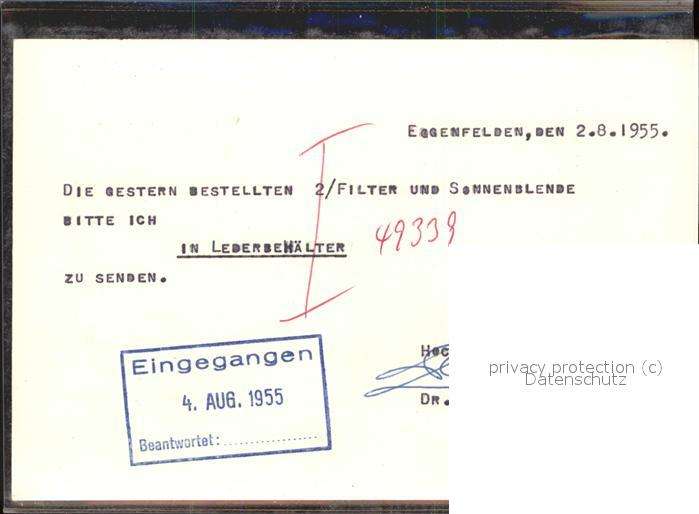 Eggenfelden, den 2.8.1955.
Die gestern bestellten 2/Filter und Sonnenblende
bitte ich
in Lederbehälter
49339
zu senden.
Hoc
Dr.
Eingegangen
4. AUG. 1955
Beantwortet:..................
privacy protection (c)
Datenschutz